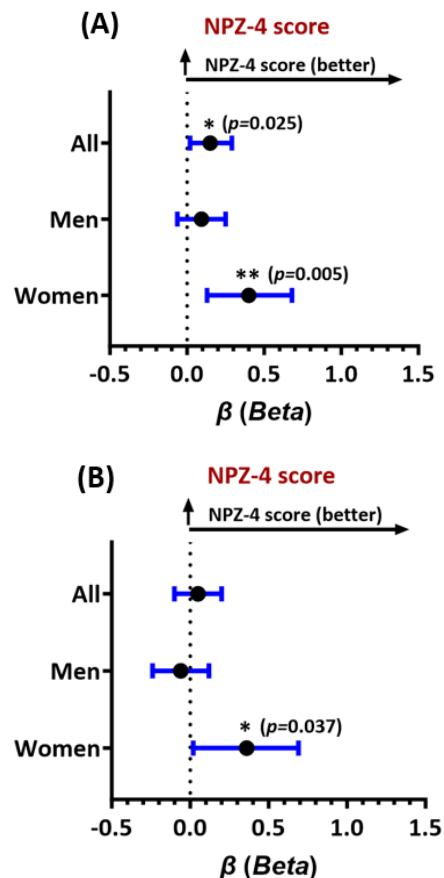 (A) NPZ-4 score
NPZ-4 score (better)
All
* (p=0.025)
Men
Women
** (p=0.005)
-0.5 0.0 0.5 1.0 1.5
β (Beta)
(B) NPZ-4 score
NPZ-4 score (better)
All
Men
Women
* (p=0.037)
-0.5 0.0 0.5 1.0 1.5
β (Beta)